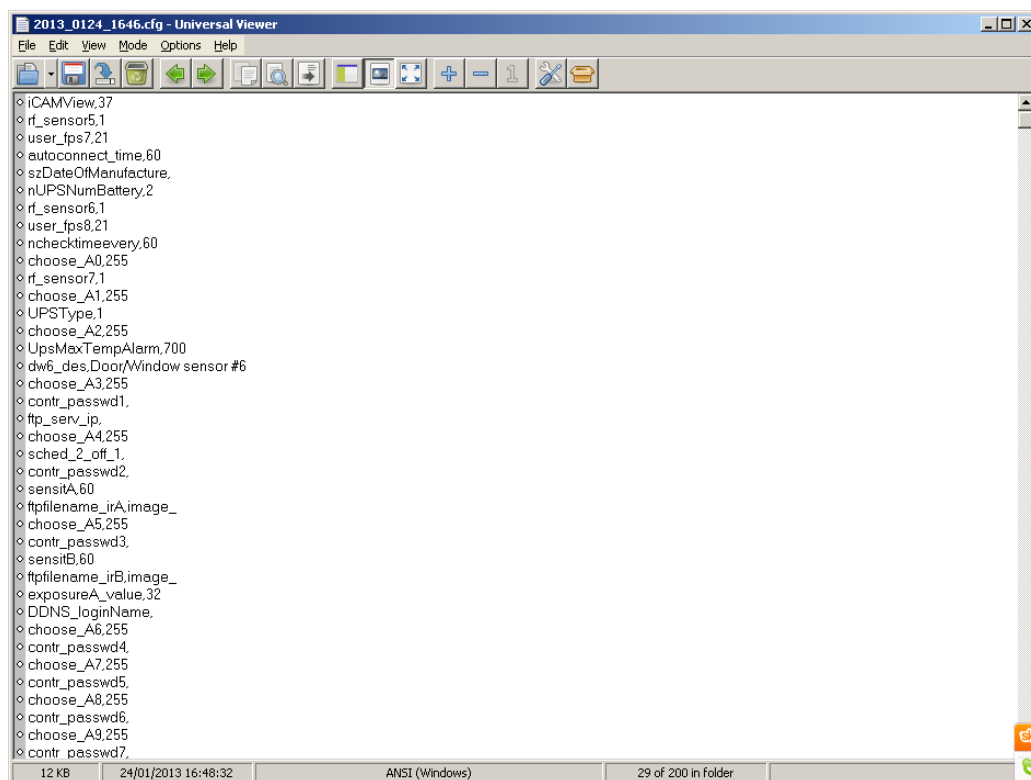 2013_0124_1646.cfg - Universal Viewer
File Edit View Mode Options Help
1
iCAMView,37
rf_sensor5,1
user_fps7,21
autoconnect_time,60
szDateOfManufacture,
nUPSNumBattery,2
rf_sensor6,1
user_fps8,21
nchecktimeevery,60
choose_A0,255
rf_sensor7,1
choose_A1,255
UPSType,1
choose_A2,255
UpsMaxTempAlarm,700
dw6_des,Door/Window sensor #6
choose_A3,255
contr_passwd1,
ftp_serv_ip,
choose_A4,255
sched_2_off_1,
contr_passwd2,
sensitA,60
ftpfilename_irA,image_
choose_A5,255
contr_passwd3,
sensitB,60
ftpfilename_irB,image_
exposureA_value,32
DDNS_loginName,
choose_A6,255
contr_passwd4,
choose_A7,255
contr_passwd5,
choose_A8,255
contr_passwd6,
choose_A9,255
contr_passwd7,
12 KB 24/01/2013 16:48:32 ANSI (Windows) 29 of 200 in folder